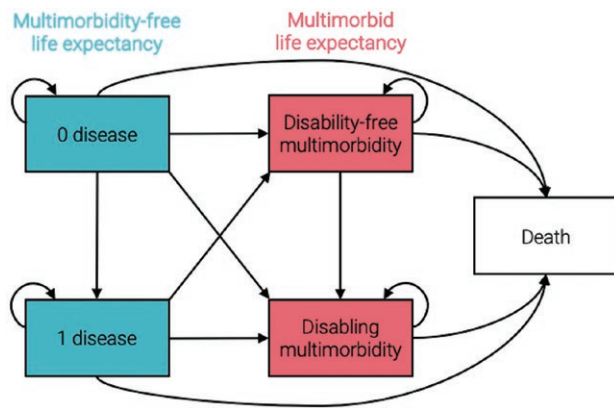 Multimorbidity-free
life expectancy
Multimorbid
life expectancy
0 disease
Disability-free
multimorbidity
Death
1 disease
Disabling
multimorbidity